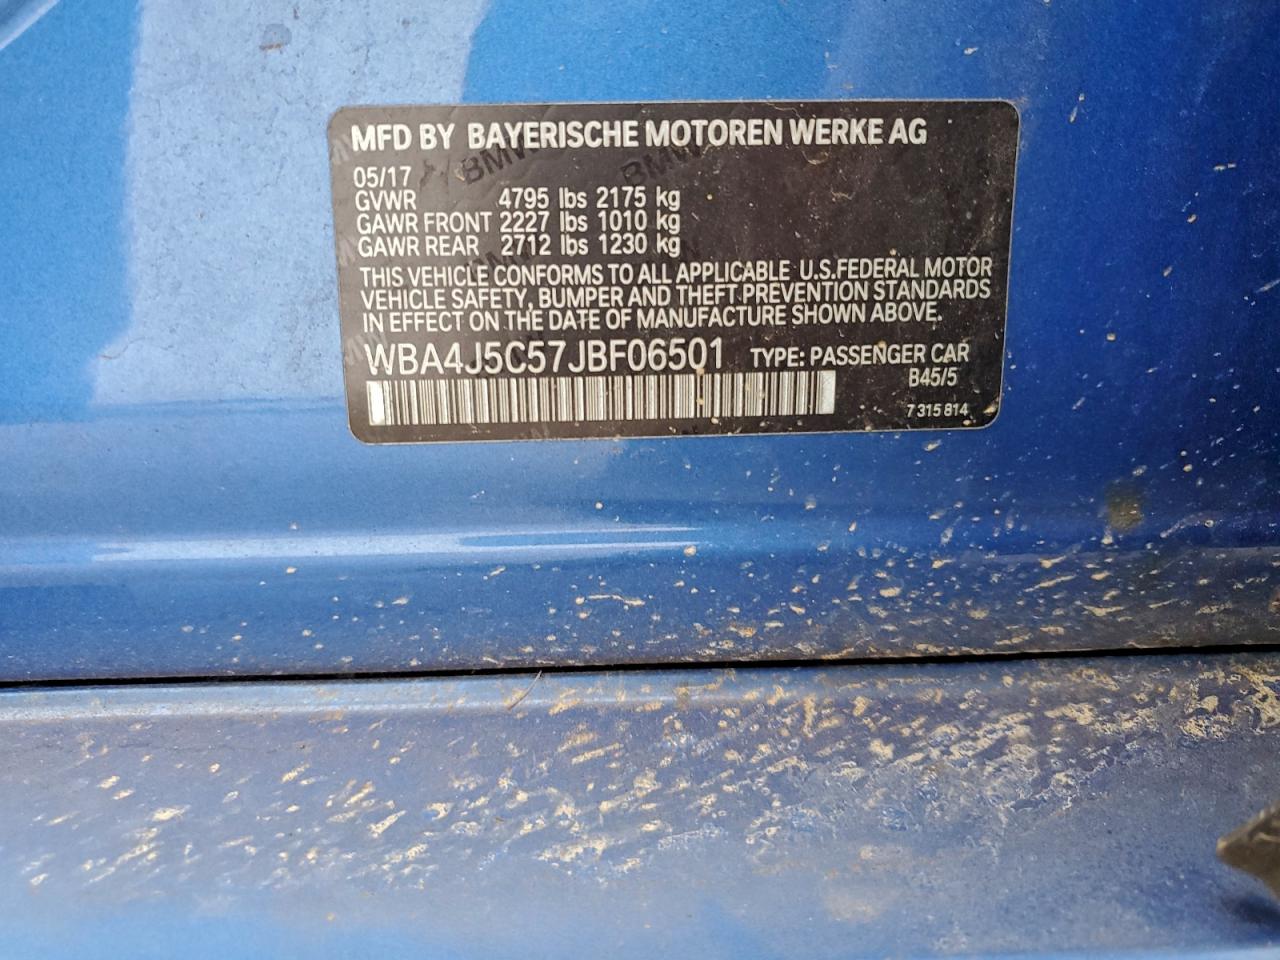 MFD BY BAYERISCHE MOTOREN WERKE AG
05/17
GVWR 4795 lbs 2175 kg
GAWR FRONT 2227 lbs 1010 kg
GAWR REAR 2712 lbs 1230 kg
THIS VEHICLE CONFORMS TO ALL APPLICABLE U.S.FEDERAL MOTOR
VEHICLE SAFETY, BUMPER AND THEFT PREVENTION STANDARDS
IN EFFECT ON THE DATE OF MANUFACTURE SHOWN ABOVE.
WBA4J5C57JBF06501 TYPE: PASSENGER CAR
B45/5
7 315 814